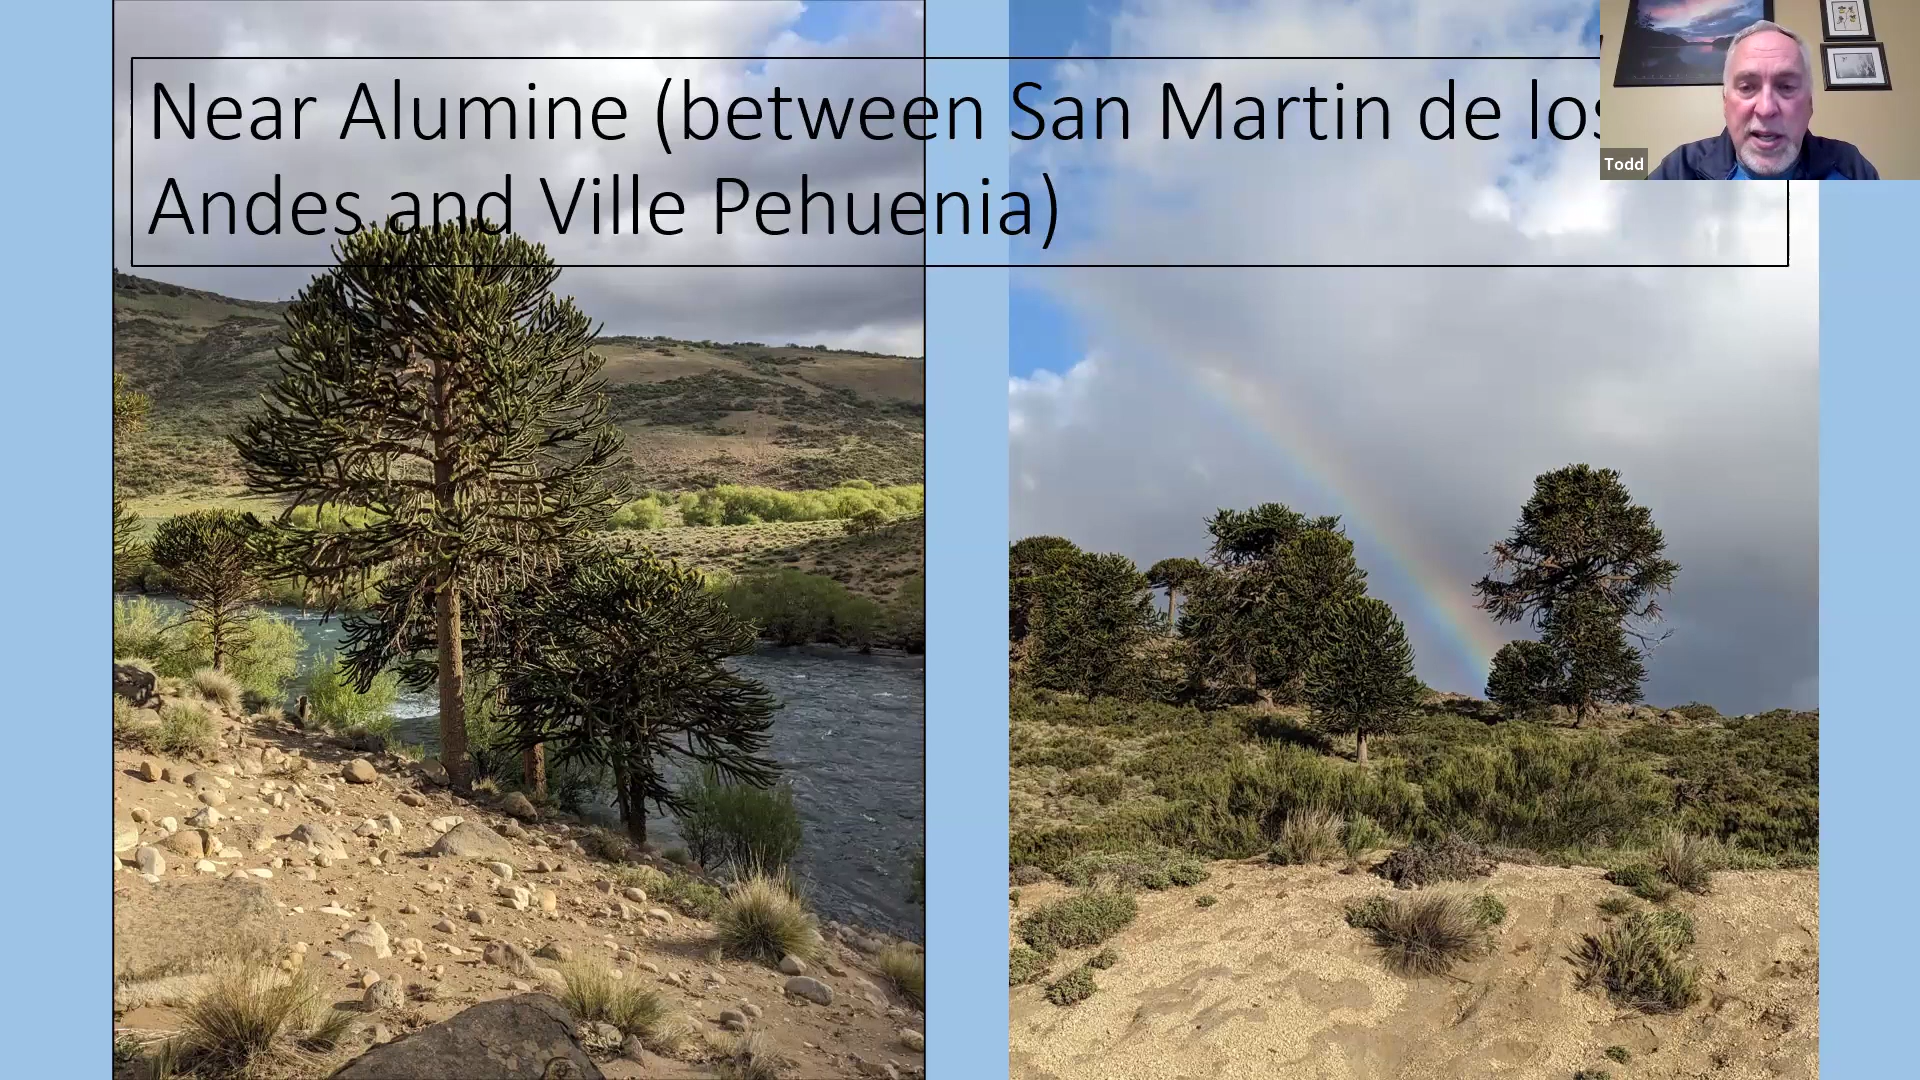 Near Alumine (between San Martin de los
Andes and Ville Pehuenia)
Todd